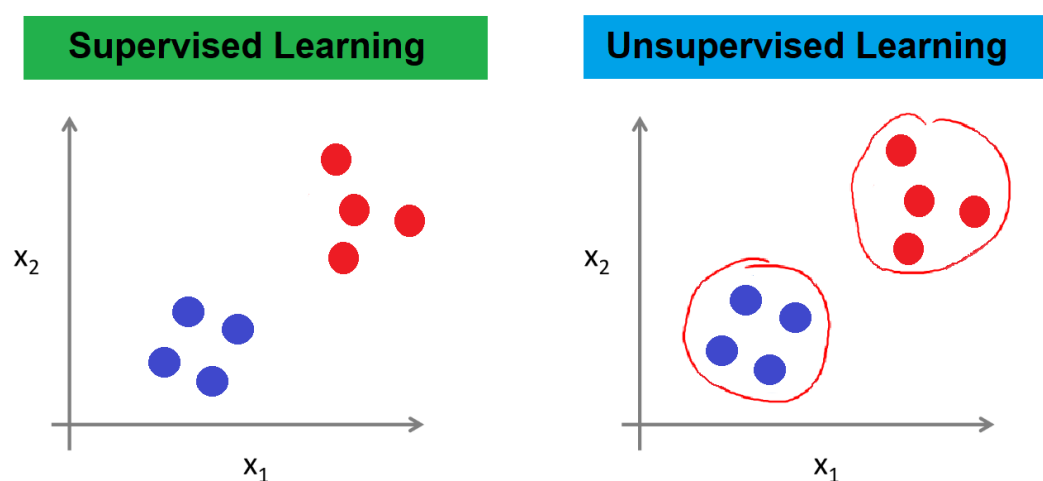 Supervised Learning
Unsupervised Learning
x₂
x₁
x₂
x₁